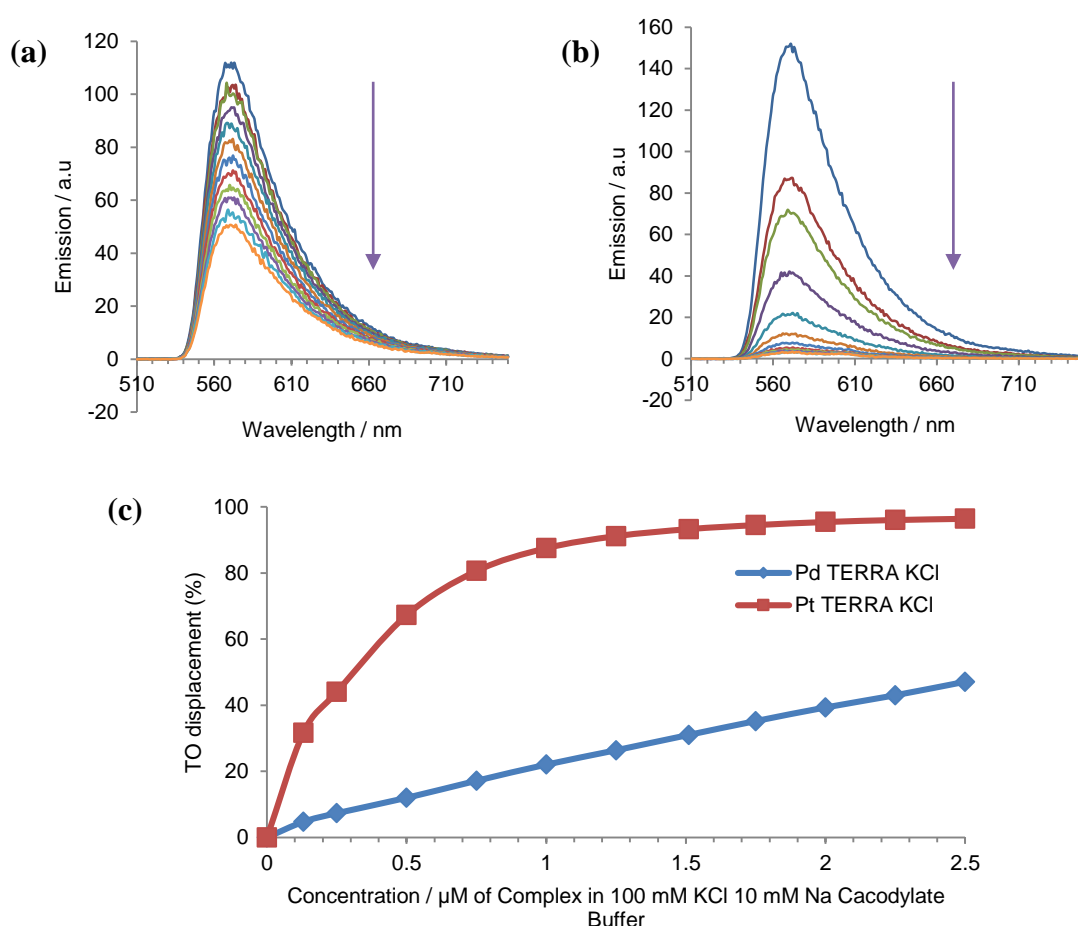 (a)
120
100
80
60
40
20
0
-20
Emission / a.u
510 560 610 663 710
Wavelength / nm
(b)
160
140
120
100
80
60
40
20
0
-20
Emission / a.u
510 560 610 660 710
Wavelength / nm
(c)
100
80
60
40
20
0
TO displacement (%)
Pd TERRA KCl
Pt TERRA KCl
0 0.5 1 1.5 2 2.5
Concentration / µM of Complex in 100 mM KCl 10 mM Na Cacodylate
Buffer